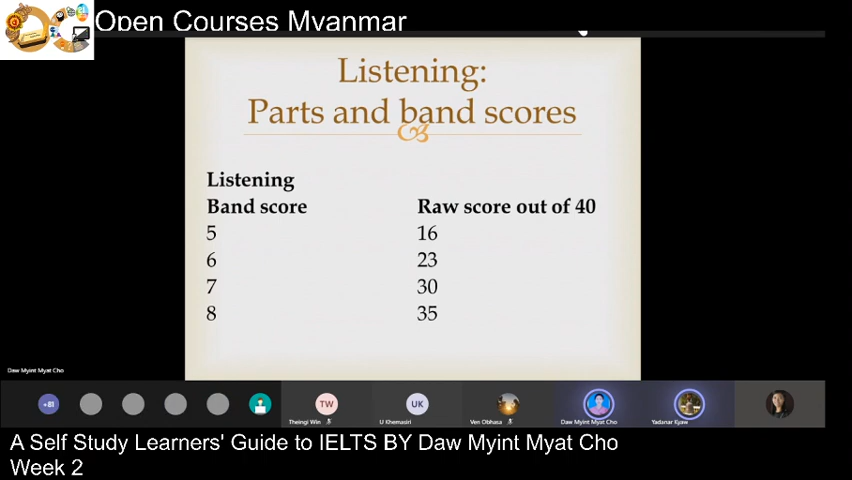 Open Courses Myanmar
Listening:
Parts and band scores
Listening
Band score Raw score out of 40
5 16
6 23
7 30
8 35
Daw Myint Myat Cho
+81
TW
UK
Theingi Win
U Khemasiri
Ven Obhasa
Daw Myint Myat Cho
Yadanar Kyaw
A Self Study Learners' Guide to IELTS BY Daw Myint Myat Cho
Week 2